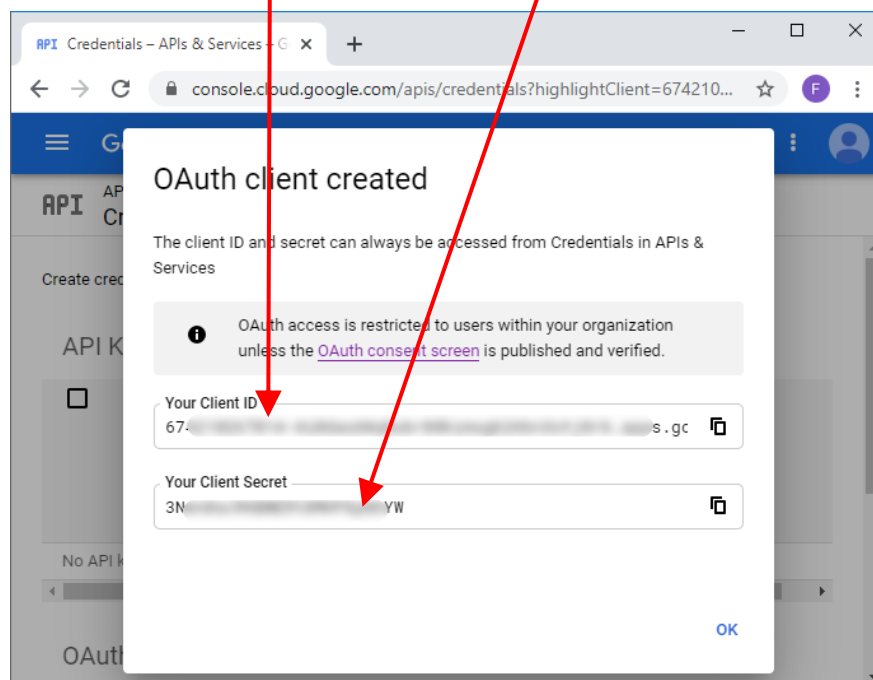 API Credentials – APIs & Services – G
console.cloud.google.com/apis/credentials?highlightClient=674210...
F
G
API
AP
Cr
OAuth client created
The client ID and secret can always be accessed from Credentials in APIs &
Services
Create cred
OAuth access is restricted to users within your organization
unless the OAuth consent screen is published and verified.
API K
Your Client ID
674 s.gc
Your Client Secret
3N YW
No API k
OK
OAuth